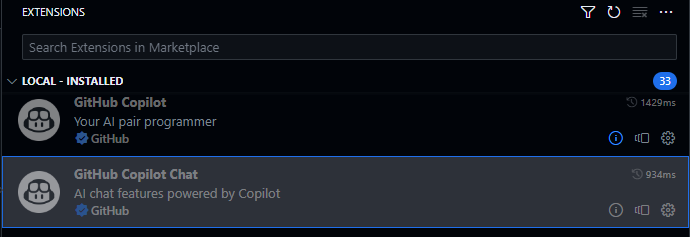 EXTENSIONS
Search Extensions in Marketplace
LOCAL - INSTALLED 33
GitHub Copilot 1429ms
Your AI pair programmer
GitHub
GitHub Copilot Chat 934ms
AI chat features powered by Copilot
GitHub